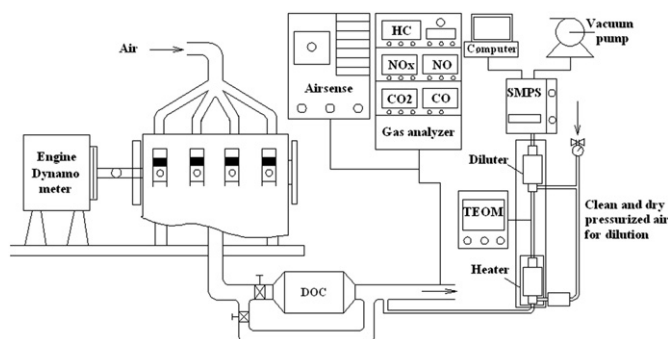 Air
Engine
Dynamo
meter
DOC
Airsense
HC
NOx
NO
CO2
CO
Gas analyzer
Computer
Vacuum
pump
SMPS
Diluter
TEOM
Heater
Clean and dry
pressurized air
for dilution